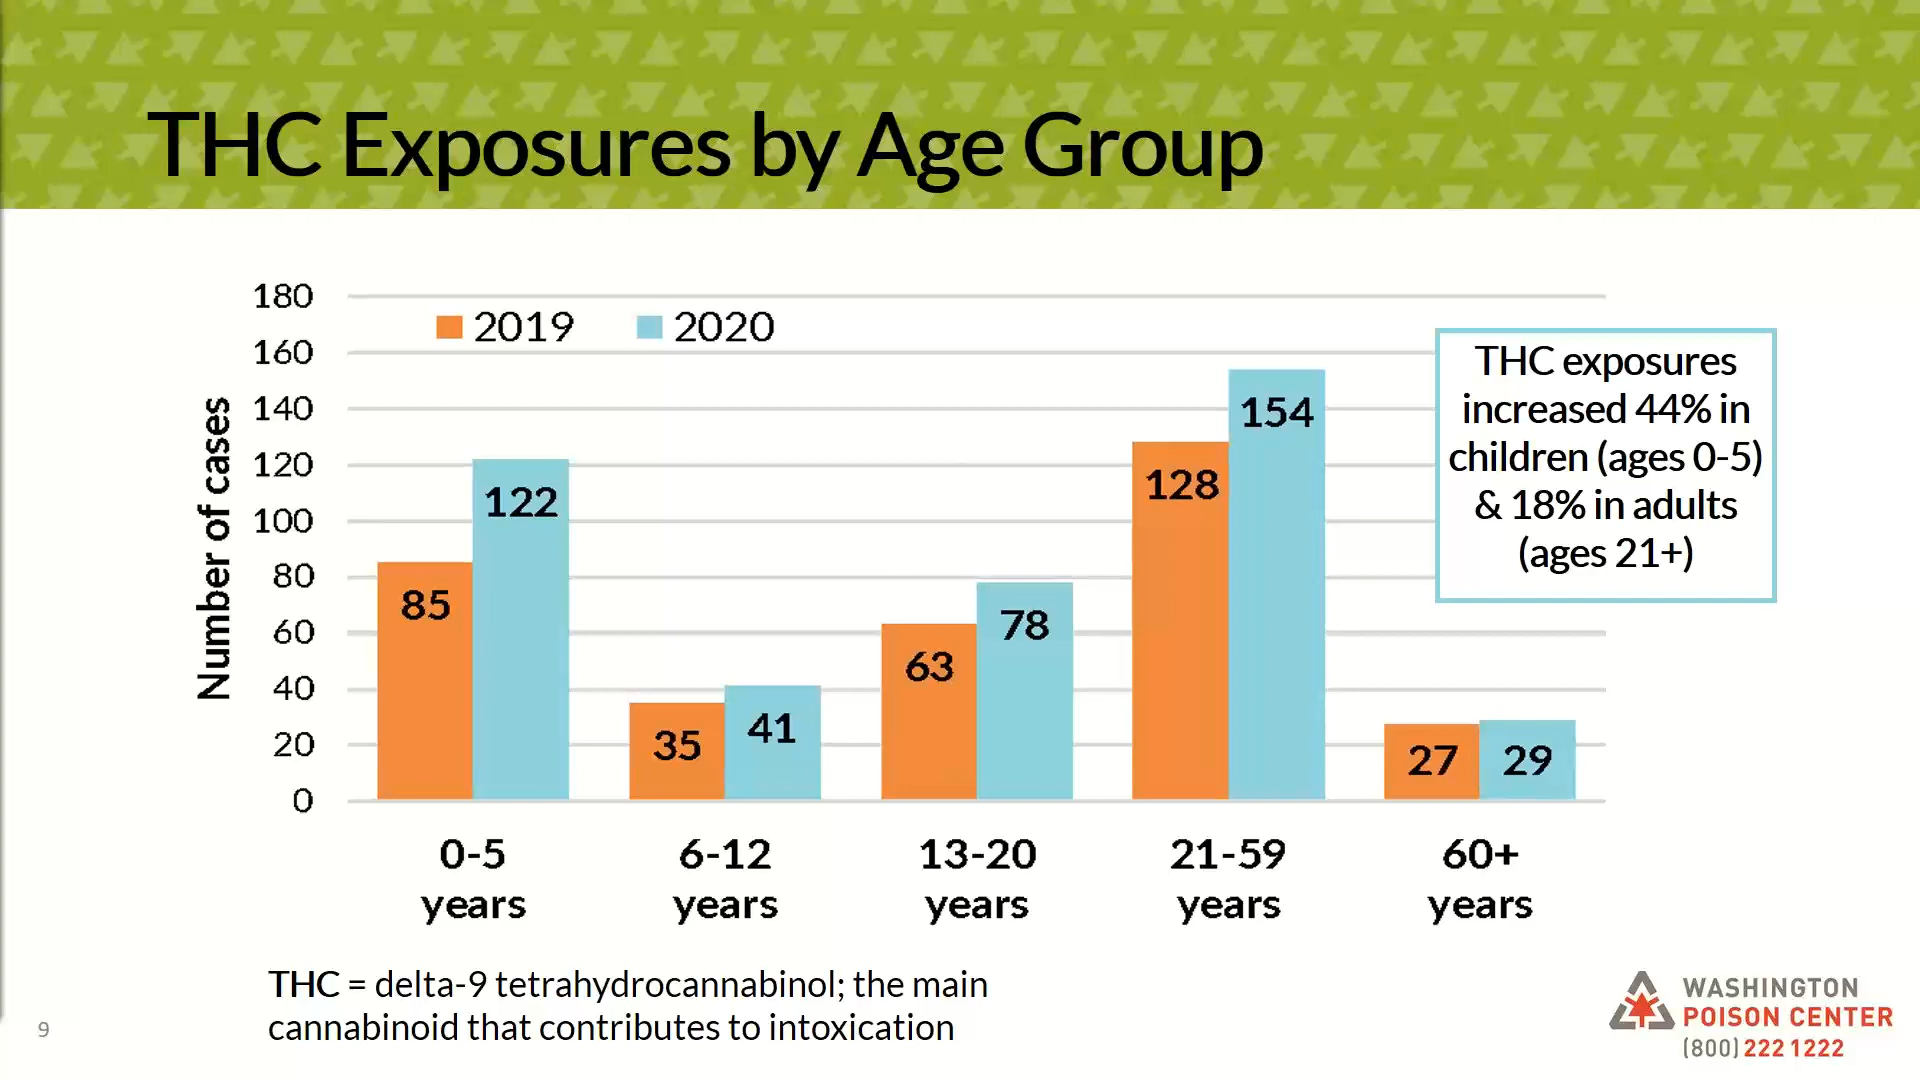 THC Exposures by Age Group
180
160
140
120
100
80
60
40
20
0
Number of cases
2019
2020
85
122
35
41
63
78
128
154
27
29
0-5
years
6-12
years
13-20
years
21-59
years
60+
years
THC exposures
increased 44% in
children (ages 0-5)
& 18% in adults
(ages 21+)
THC = delta-9 tetrahydrocannabinol; the main
cannabinoid that contributes to intoxication
9
WASHINGTON
POISON CENTER
(800) 222 1222